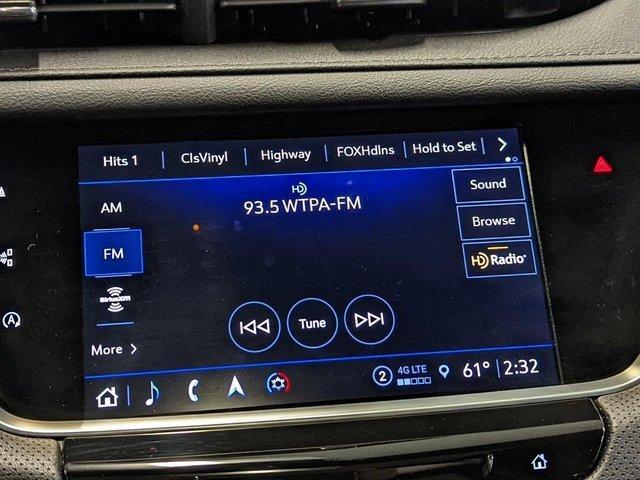 Hits 1 ClsVinyl Highway FOXHdlns Hold to Set
AM
HD
93.5 WTPA-FM
Sound
FM
Browse
HD Radio
SiriusXM
Tune
More
2 4G LTE 61° 2:32
A